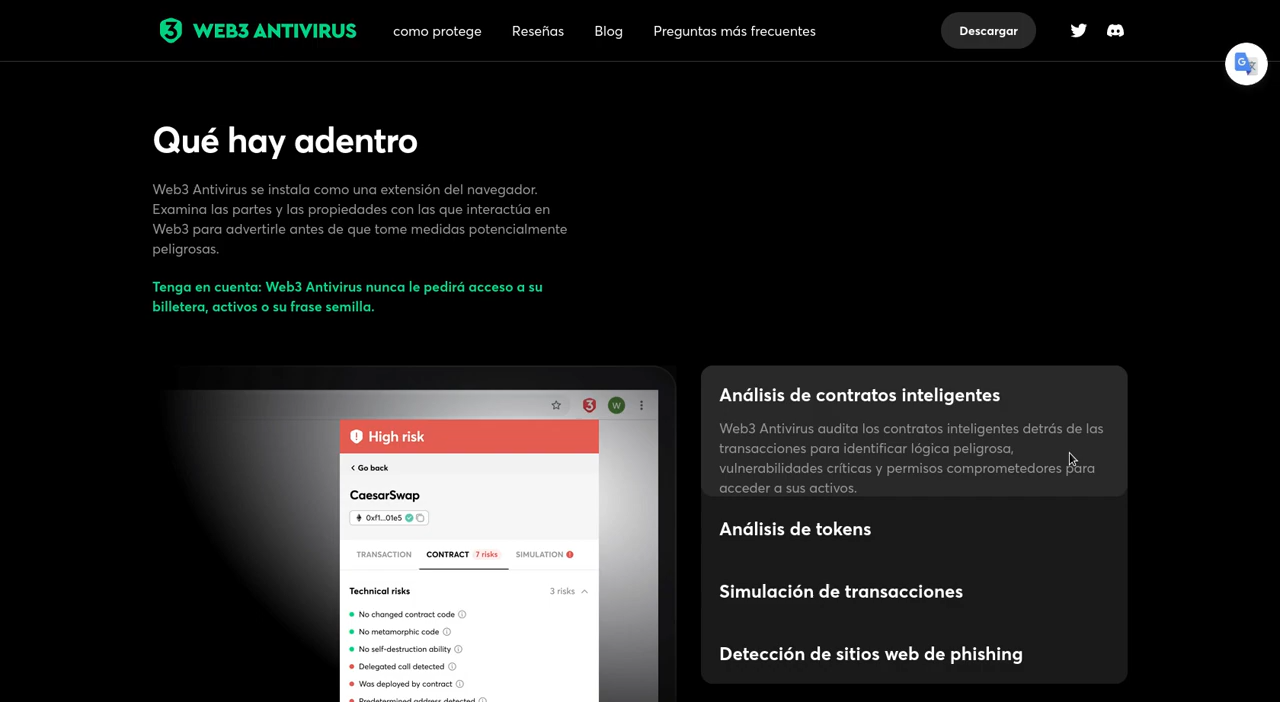 WEB3 ANTIVIRUS
como protege
Reseñas
Blog
Preguntas más frecuentes
Descargar
Qué hay adentro
Web3 Antivirus se instala como una extensión del navegador.
Examina las partes y las propiedades con las que interactúa en
Web3 para advertirle antes de que tome medidas potencialmente
peligrosas.
Tenga en cuenta: Web3 Antivirus nunca le pedirá acceso a su
billetera, activos o su frase semilla.
W
High risk
Go back
CaesarSwap
0xf1...01e5
TRANSACTION
CONTRACT 7 risks
SIMULATION
Technical risks
3 risks
No changed contract code
No metamorphic code
No self-destruction ability
Delegated call detected
Was deployed by contract
Predetermined address detected
Análisis de contratos inteligentes
Web3 Antivirus audita los contratos inteligentes detrás de las
transacciones para identificar lógica peligrosa,
vulnerabilidades críticas y permisos comprometedores para
acceder a sus activos.
Análisis de tokens
Simulación de transacciones
Detección de sitios web de phishing